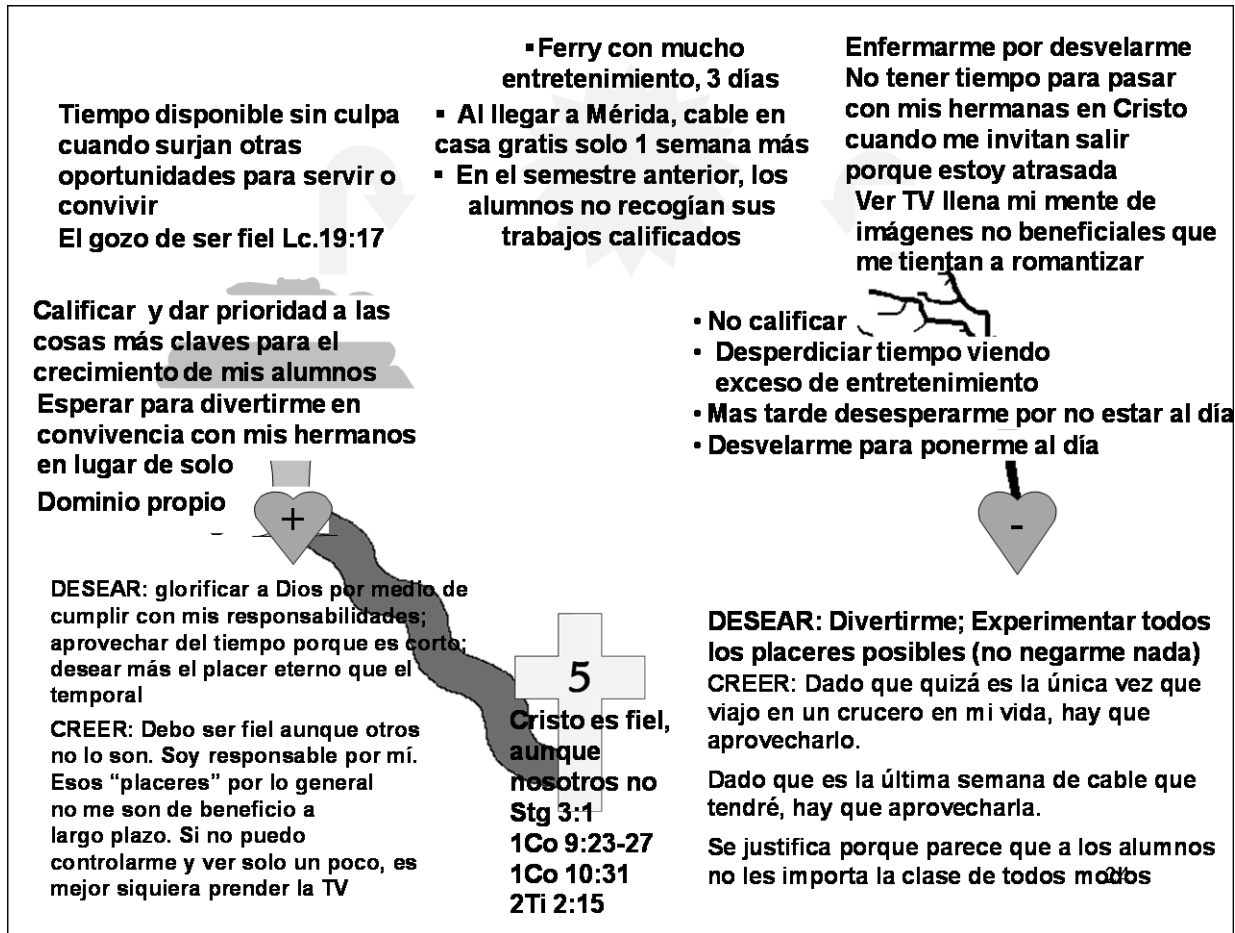 ▪Ferry con mucho
entretenimiento, 3 días
▪ Al llegar a Mérida, cable en
casa gratis solo 1 semana más
▪ En el semestre anterior, los
alumnos no recogían sus
trabajos calificados
Tiempo disponible sin culpa
cuando surjan otras
oportunidades para servir o
convivir
El gozo de ser fiel Lc.19:17
Enfermarme por desvelarme
No tener tiempo para pasar
con mis hermanas en Cristo
cuando me invitan salir
porque estoy atrasada
Ver TV llena mi mente de
imágenes no beneficiales que
me tientan a romantizar
Calificar y dar prioridad a las
cosas más claves para el
crecimiento de mis alumnos
Esperar para divertirme en
convivencia con mis hermanos
en lugar de solo
Dominio propio
+
• No calificar
• Desperdiciar tiempo viendo
exceso de entretenimiento
• Mas tarde desesperarme por no estar al día
• Desvelarme para ponerme al día
-
DESEAR: glorificar a Dios por medio de
cumplir con mis responsabilidades;
aprovechar del tiempo porque es corto;
desear más el placer eterno que el
temporal
CREER: Debo ser fiel aunque otros
no lo son. Soy responsable por mí.
Esos “placeres” por lo general
no me son de beneficio a
largo plazo. Si no puedo
controlarme y ver solo un poco, es
mejor siquiera prender la TV
5
Cristo es fiel,
aunque
nosotros no
Stg 3:1
1Co 9:23-27
1Co 10:31
2Ti 2:15
DESEAR: Divertirme; Experimentar todos
los placeres posibles (no negarme nada)
CREER: Dado que quizá es la única vez que
viajo en un crucero en mi vida, hay que
aprovecharlo.
Dado que es la última semana de cable que
tendré, hay que aprovecharla.
Se justifica porque parece que a los alumnos
no les importa la clase de todos modos
24